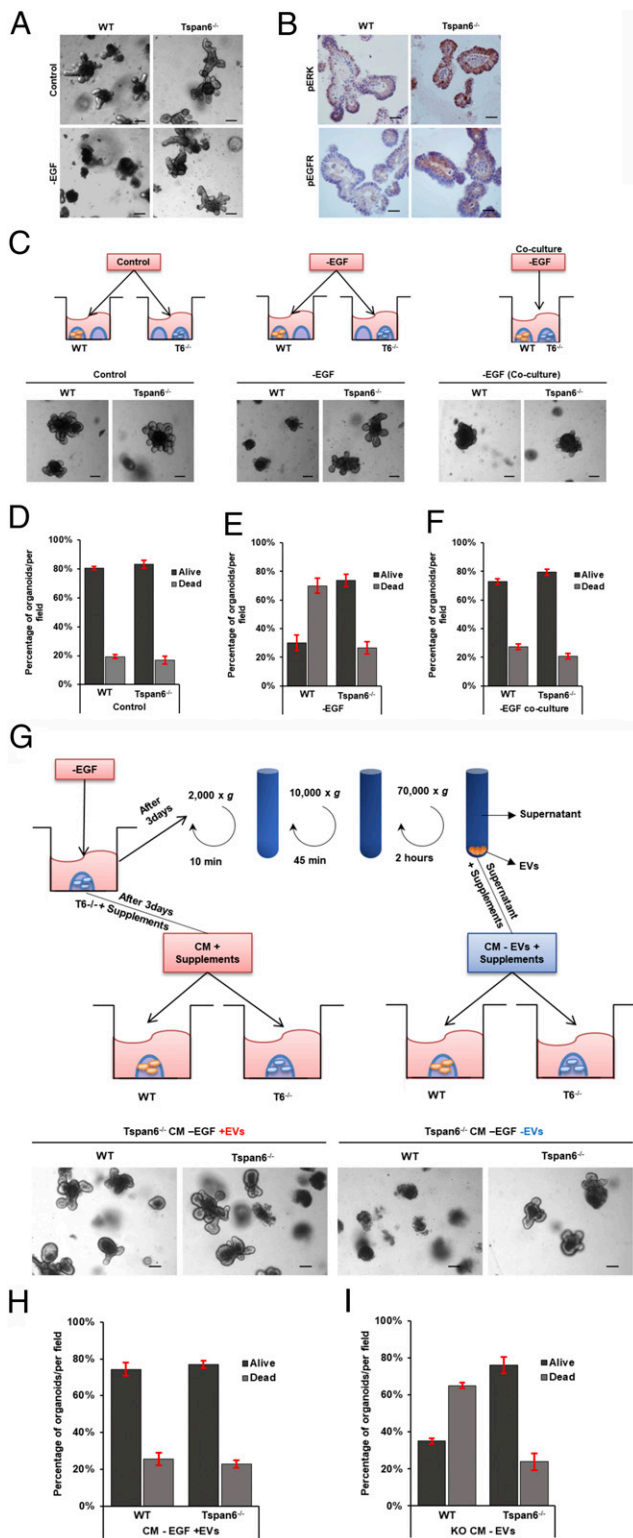 A
WT
Tspan6-/-
Control
-EGF
B
WT
Tspan6-/-
pERK
pEGFR
C
Control
WT
T6-/-
-EGF
WT
T6-/-
Co-culture
-EGF
WT
T6-/-
Control
WT
Tspan6-/-
-EGF
WT
Tspan6-/-
-EGF (Co-culture)
WT
Tspan6-/-
D
Percentage of organoids/per
field
100%
80%
60%
40%
20%
0%
Alive
Dead
WT
Tspan6-/-
Control
E
Percentage of organoids/per
field
100%
80%
60%
40%
20%
0%
Alive
Dead
WT
Tspan6-/-
-EGF
F
Percentage of organoids/per
field
100%
80%
60%
40%
20%
0%
Alive
Dead
WT
Tspan6-/-
-EGF co-culture
G
-EGF
After
3days
2,000 x g
10 min
10,000 x g
45 min
70,000 x g
2 hours
Supernatant
EVs
T6-/-
After 3days
+ Supplements
CM +
Supplements
Supernatant
+ Supplements
CM - EVs +
Supplements
WT
T6-/-
WT
T6-/-
Tspan6-/- CM –EGF +EVs
WT
Tspan6-/-
Tspan6-/- CM –EGF -EVs
WT
Tspan6-/-
H
Percentage of organoids/per field
100%
80%
60%
40%
20%
0%
Alive
Dead
WT
Tspan6-/-
CM - EGF +EVs
I
Percentage of organoids/per field
100%
80%
60%
40%
20%
0%
Alive
Dead
WT
Tspan6-/-
KO CM - EVs